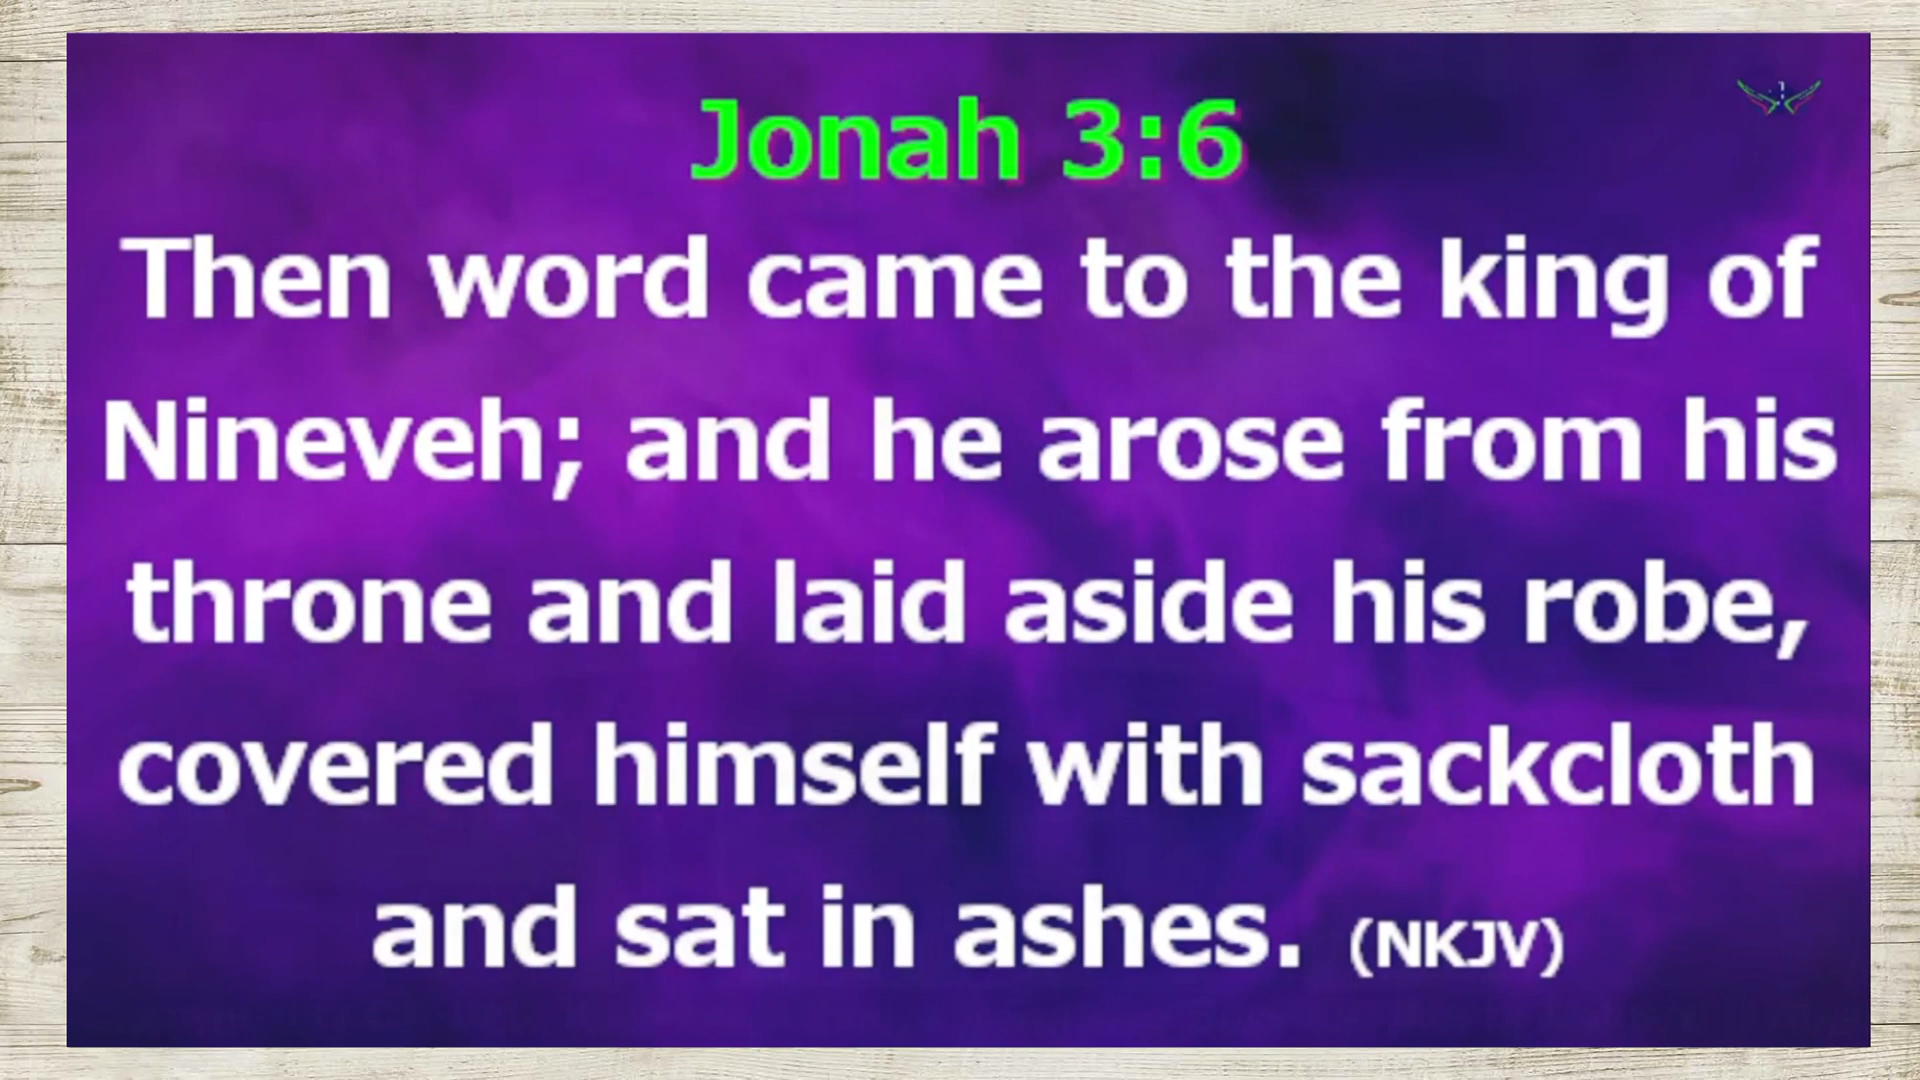 Jonah 3:6
Then word came to the king of
Nineveh; and he arose from his
throne and laid aside his robe,
covered himself with sackcloth
and sat in ashes. (NKJV)